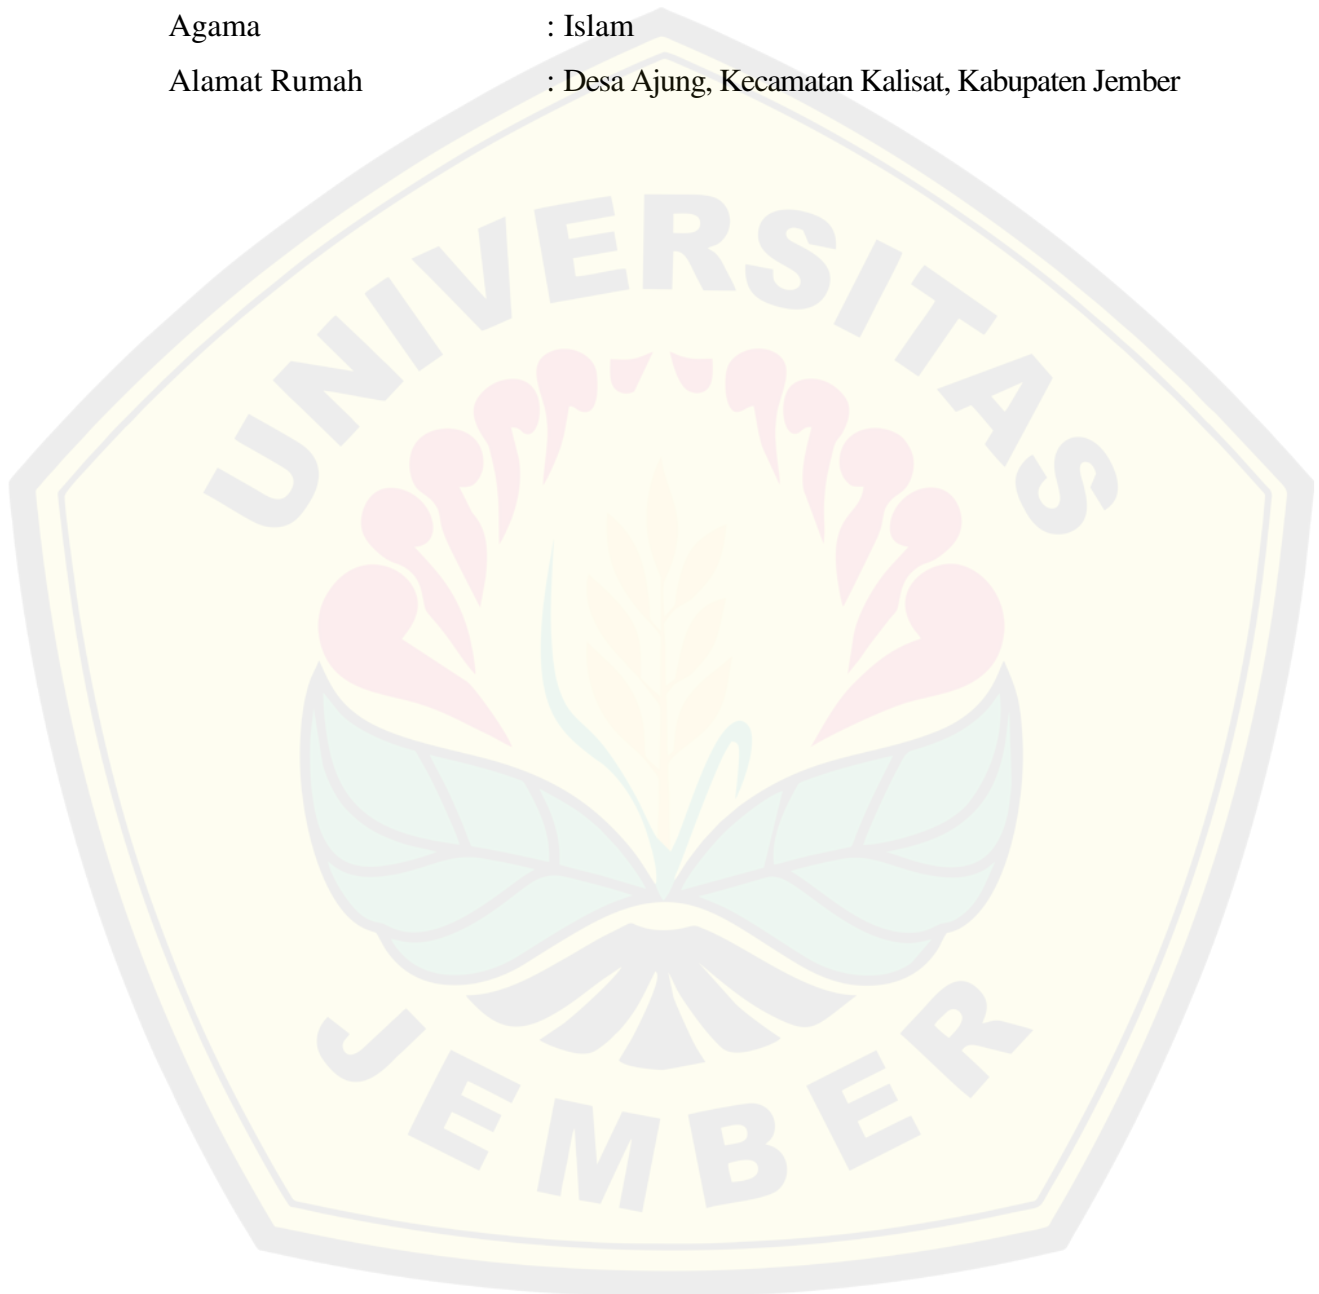 Agama : Islam
Alamat Rumah : Desa Ajung, Kecamatan Kalisat, Kabupaten Jember
UNIVERSITAS
JEMBER